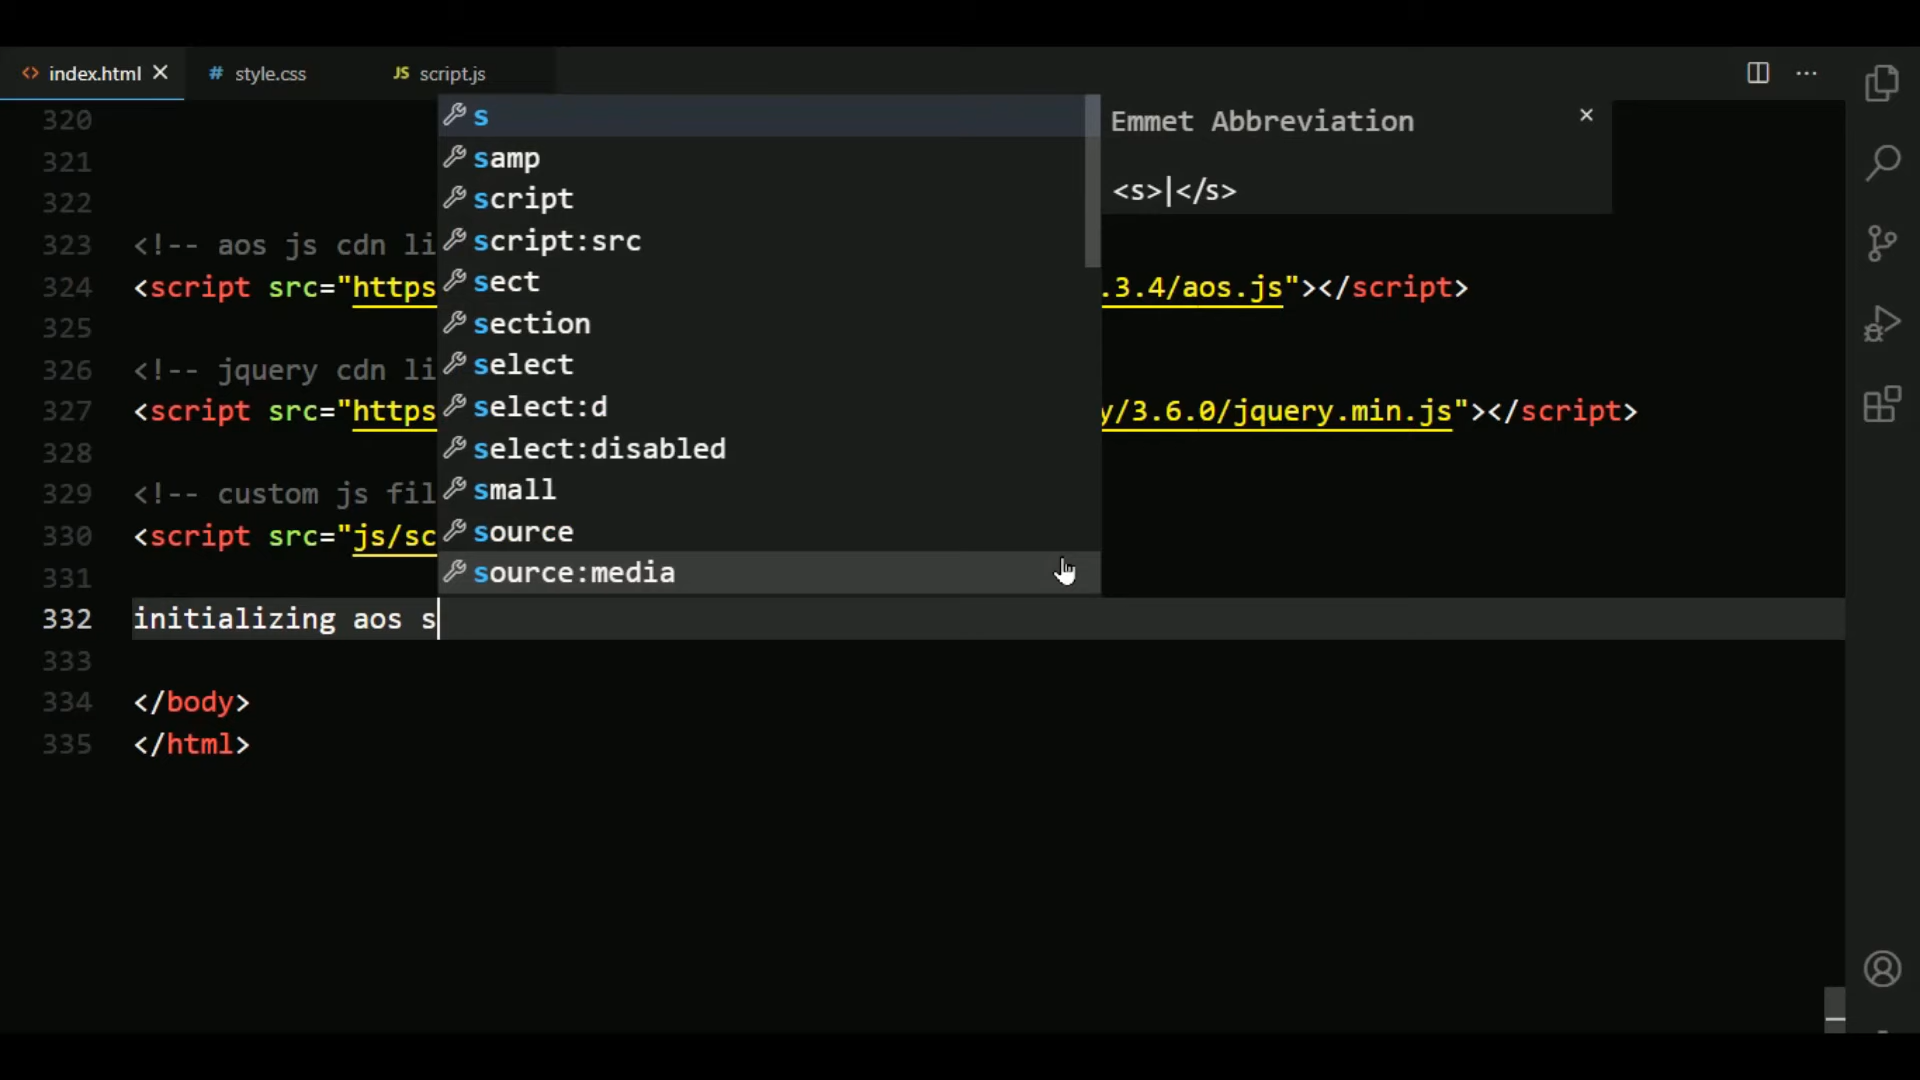 index.html # style.css JS script.js
320
321
322
323 <!-- aos js cdn li
324 <script src="https .3.4/aos.js"></script>
325
326 <!-- jquery cdn li
327 <script src="https y/3.6.0/jquery.min.js"></script>
328
329 <!-- custom js fil
330 <script src="js/sc
331
332 initializing aos s
333
334 </body>
335 </html>
s
samp
script
script:src
sect
section
select
select:d
select:disabled
small
source
source:media
Emmet Abbreviation
<s>|</s>